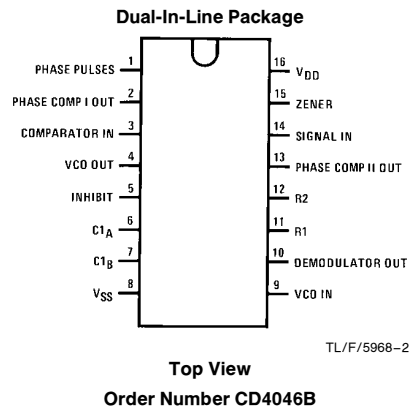 Dual-In-Line Package
PHASE PULSES 1
16 VDD
PHASE COMP I OUT 2
15 ZENER
COMPARATOR IN 3
14 SIGNAL IN
VCO OUT 4
13 PHASE COMP II OUT
INHIBIT 5
12 R2
C1A 6
11 R1
C1B 7
10 DEMODULATOR OUT
VSS 8
9 VCO IN
TL/F/5968–2
Top View
Order Number CD4046B